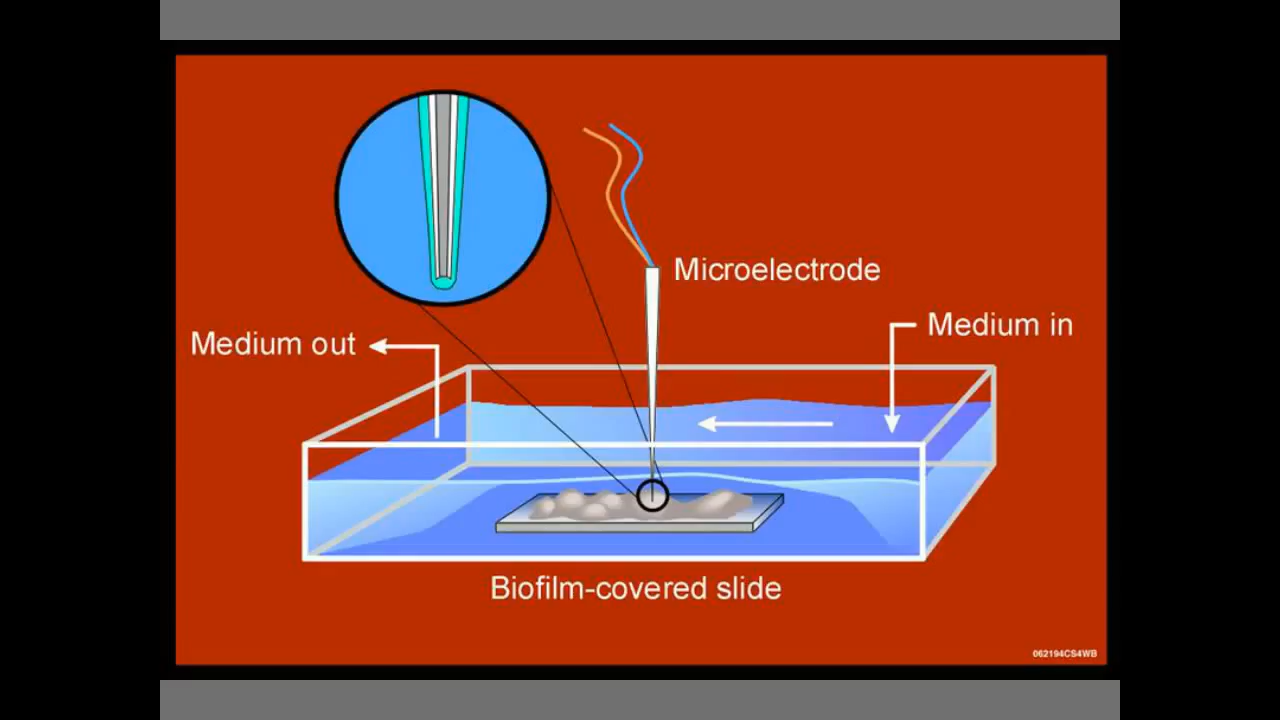 Microelectrode
Medium in
Medium out
Biofilm-covered slide
062194CS4WB